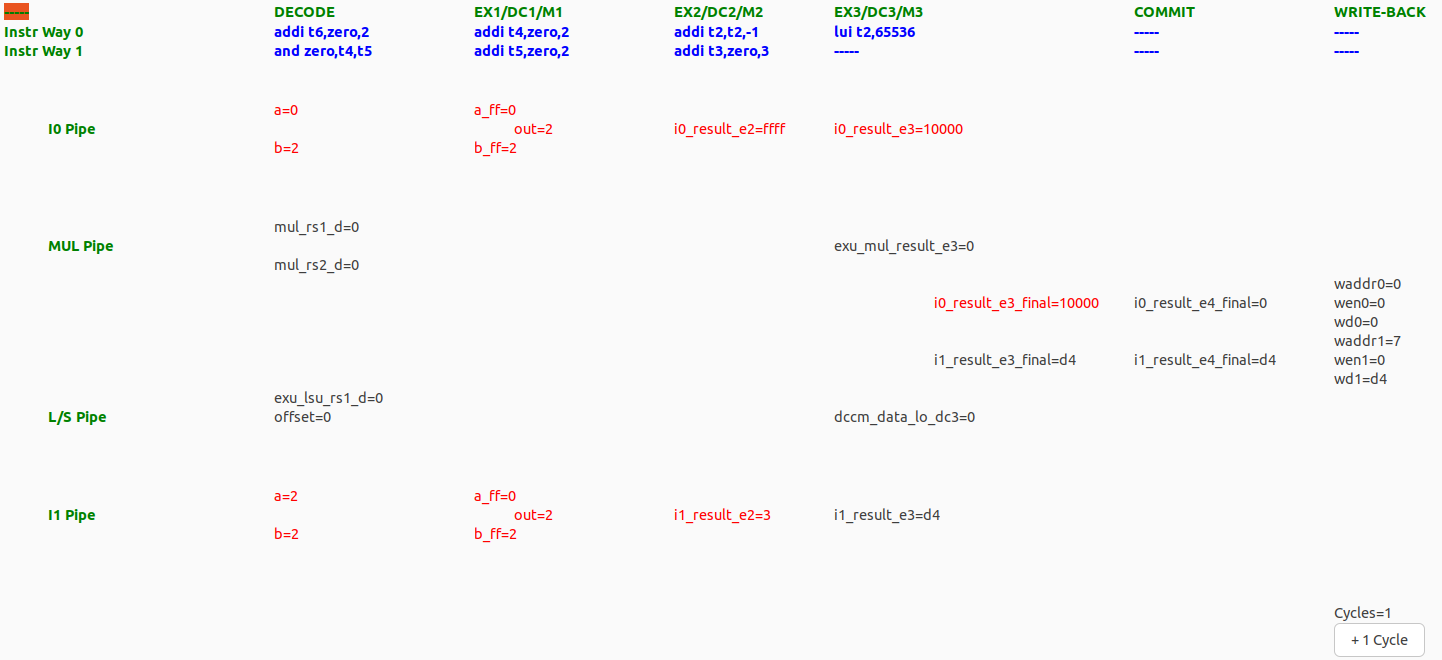 ----- DECODE EX1/DC1/M1 EX2/DC2/M2 EX3/DC3/M3 COMMIT WRITE-BACK
Instr Way 0 addi t6,zero,2 addi t4,zero,2 addi t2,t2,-1 lui t2,65536 ----- -----
Instr Way 1 and zero,t4,t5 addi t5,zero,2 addi t3,zero,3 ----- ----- -----
a=0 a_ff=0
I0 Pipe out=2 i0_result_e2=ffff i0_result_e3=10000
b=2 b_ff=2
mul_rs1_d=0
MUL Pipe exu_mul_result_e3=0
mul_rs2_d=0
waddr0=0
i0_result_e3_final=10000 i0_result_e4_final=0 wen0=0
wd0=0
waddr1=7
i1_result_e3_final=d4 i1_result_e4_final=d4 wen1=0
wd1=d4
exu_lsu_rs1_d=0
L/S Pipe offset=0 dccm_data_lo_dc3=0
a=2 a_ff=0
I1 Pipe out=2 i1_result_e2=3 i1_result_e3=d4
b=2 b_ff=2
Cycles=1
+ 1 Cycle